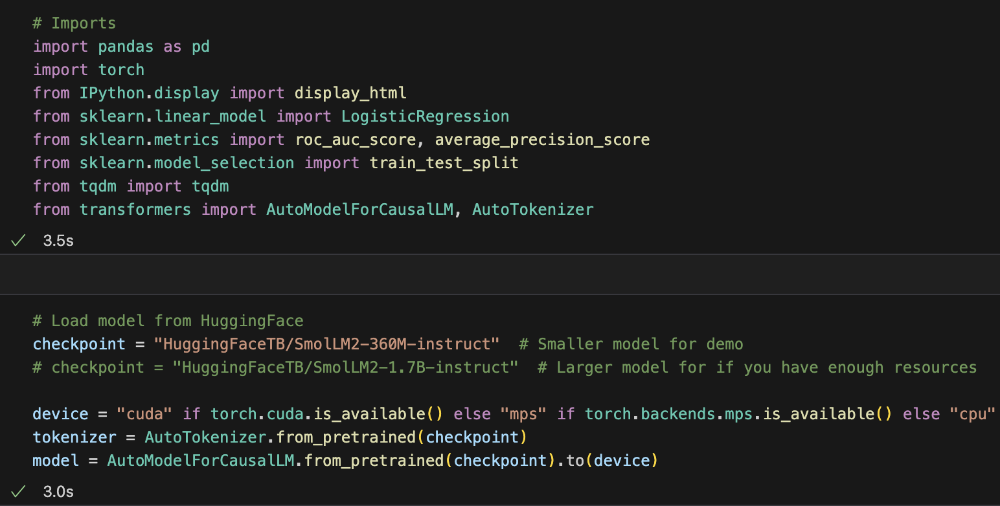 # Imports
import pandas as pd
import torch
from IPython.display import display_html
from sklearn.linear_model import LogisticRegression
from sklearn.metrics import roc_auc_score, average_precision_score
from sklearn.model_selection import train_test_split
from tqdm import tqdm
from transformers import AutoModelForCausalLM, AutoTokenizer
✓ 3.5s
# Load model from HuggingFace
checkpoint = "HuggingFaceTB/SmolLM2-360M-instruct"  # Smaller model for demo
# checkpoint = "HuggingFaceTB/SmolLM2-1.7B-instruct"  # Larger model for if you have enough resources
device = "cuda" if torch.cuda.is_available() else "mps" if torch.backends.mps.is_available() else "cpu"
tokenizer = AutoTokenizer.from_pretrained(checkpoint)
model = AutoModelForCausalLM.from_pretrained(checkpoint).to(device)
✓ 3.0s